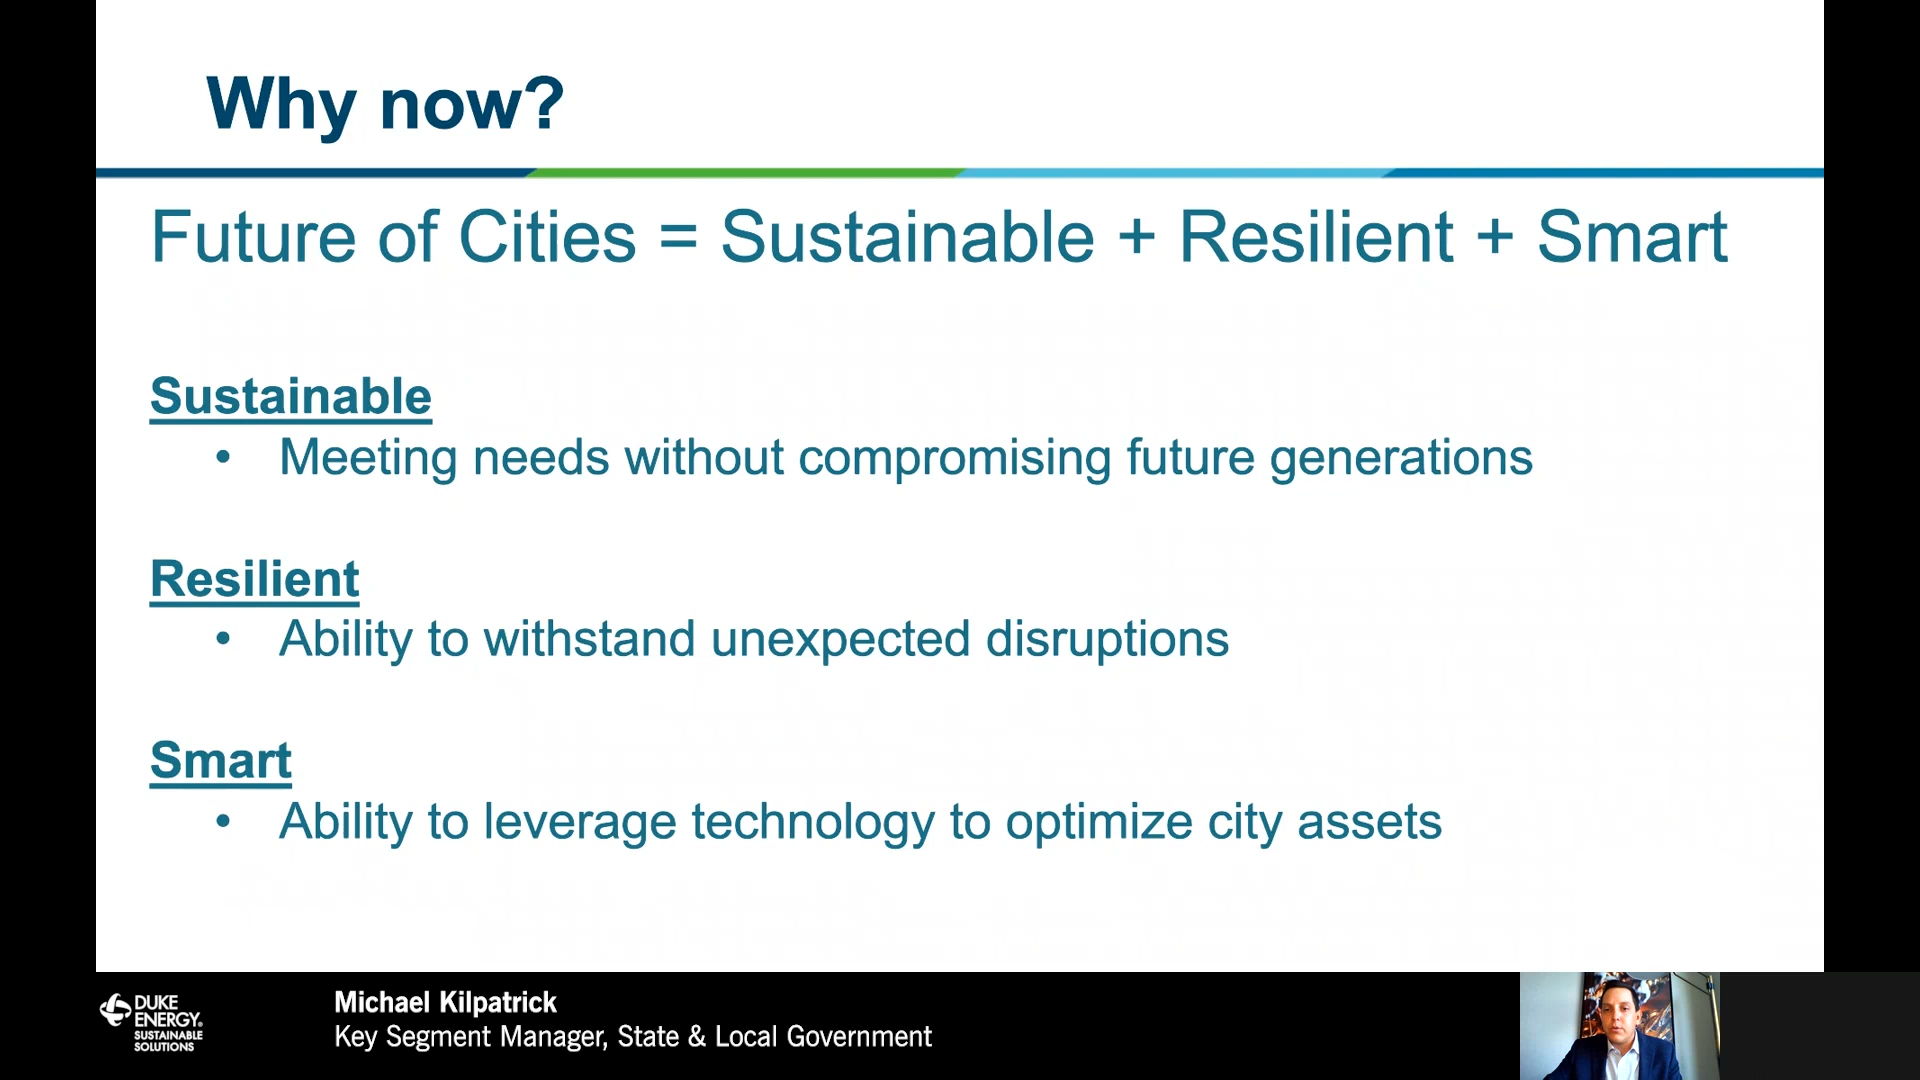 Why now?
Future of Cities = Sustainable + Resilient + Smart
Sustainable
• Meeting needs without compromising future generations
Resilient
• Ability to withstand unexpected disruptions
Smart
• Ability to leverage technology to optimize city assets
DUKE
ENERGY®
SUSTAINABLE
SOLUTIONS
Michael Kilpatrick
Key Segment Manager, State & Local Government